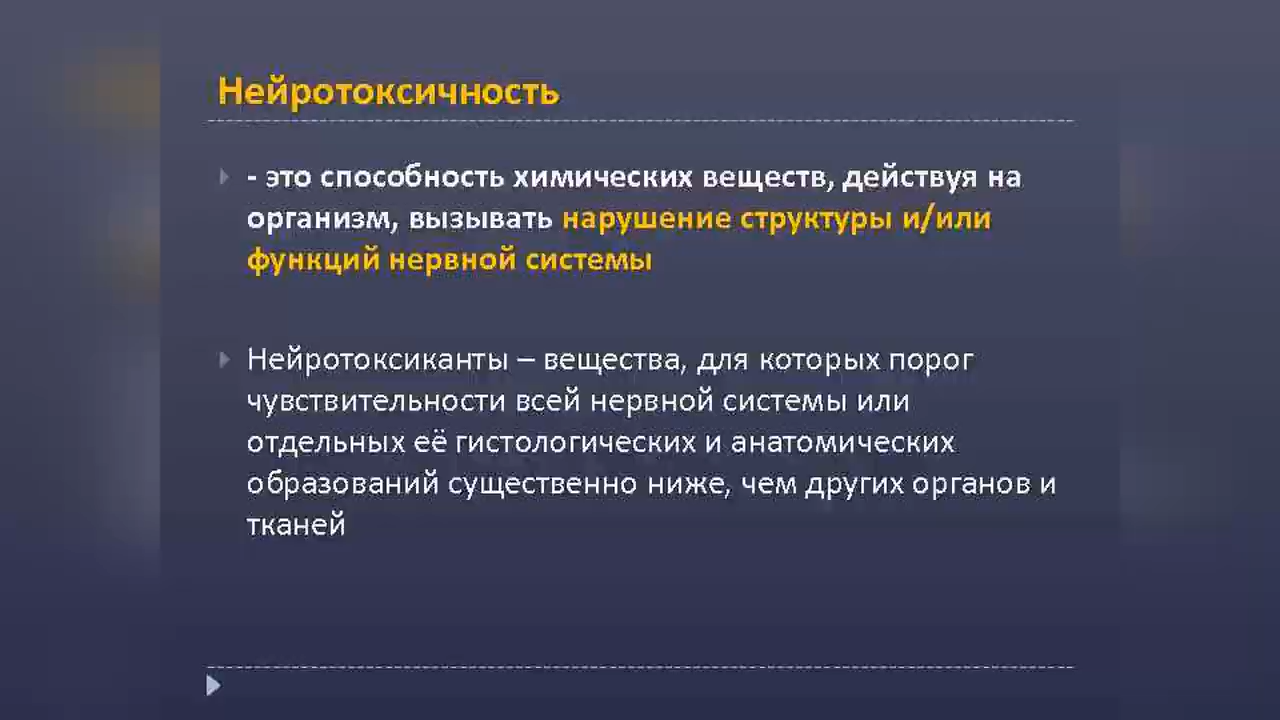 Нейротоксичность
- это способность химических веществ, действуя на
организм, вызывать нарушение структуры и/или
функций нервной системы
Нейротоксиканты – вещества, для которых порог
чувствительности всей нервной системы или
отдельных её гистологических и анатомических
образований существенно ниже, чем других органов и
тканей